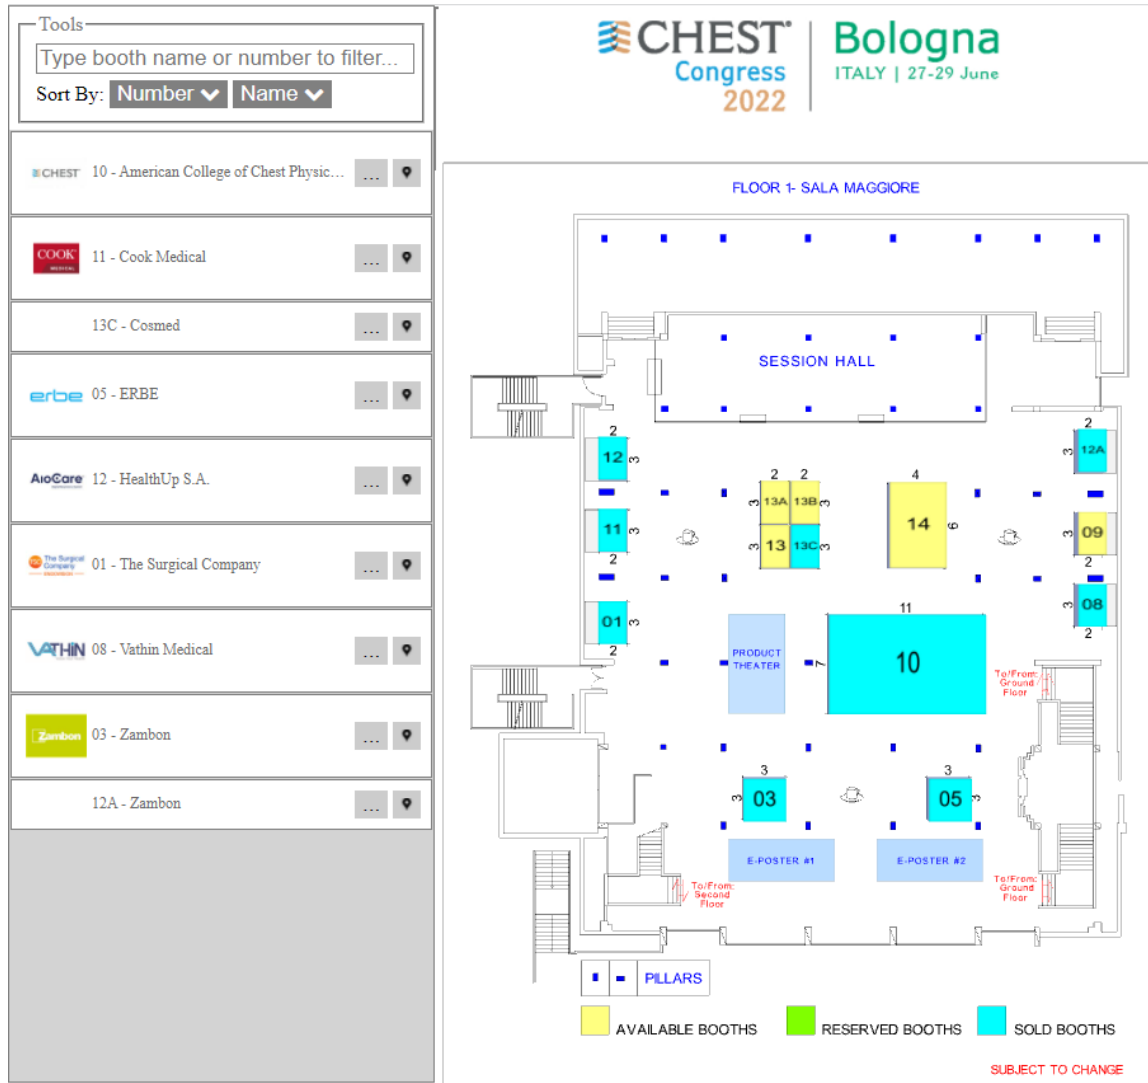 Tools
Type booth name or number to filter...
Sort By: Number Name
CHEST 10 - American College of Chest Physic... ...
COOK
MEDICAL
11 - Cook Medical ...
13C - Cosmed ...
erbe 05 - ERBE ...
AioCare 12 - HealthUp S.A. ...
The Surgical
Company
01 - The Surgical Company ...
VATHIN 08 - Vathin Medical ...
Zambon 03 - Zambon ...
12A - Zambon ...
CHEST
Congress
2022
Bologna
ITALY | 27-29 June
FLOOR 1- SALA MAGGIORE
SESSION HALL
2
12 3
2
3 12A
2 2
3 13A 13B 3
4
14 6
11 3
2
3 13 13C 3
3 09
2
01 3
2
3 08
2
PRODUCT
THEATER
11
7 10
To/From:
Ground
Floor
3
3 03
3
05 3
E-POSTER #1
E-POSTER #2
To/From:
Second
Floor
To/From:
Ground
Floor
PILLARS
AVAILABLE BOOTHS
RESERVED BOOTHS
SOLD BOOTHS
SUBJECT TO CHANGE